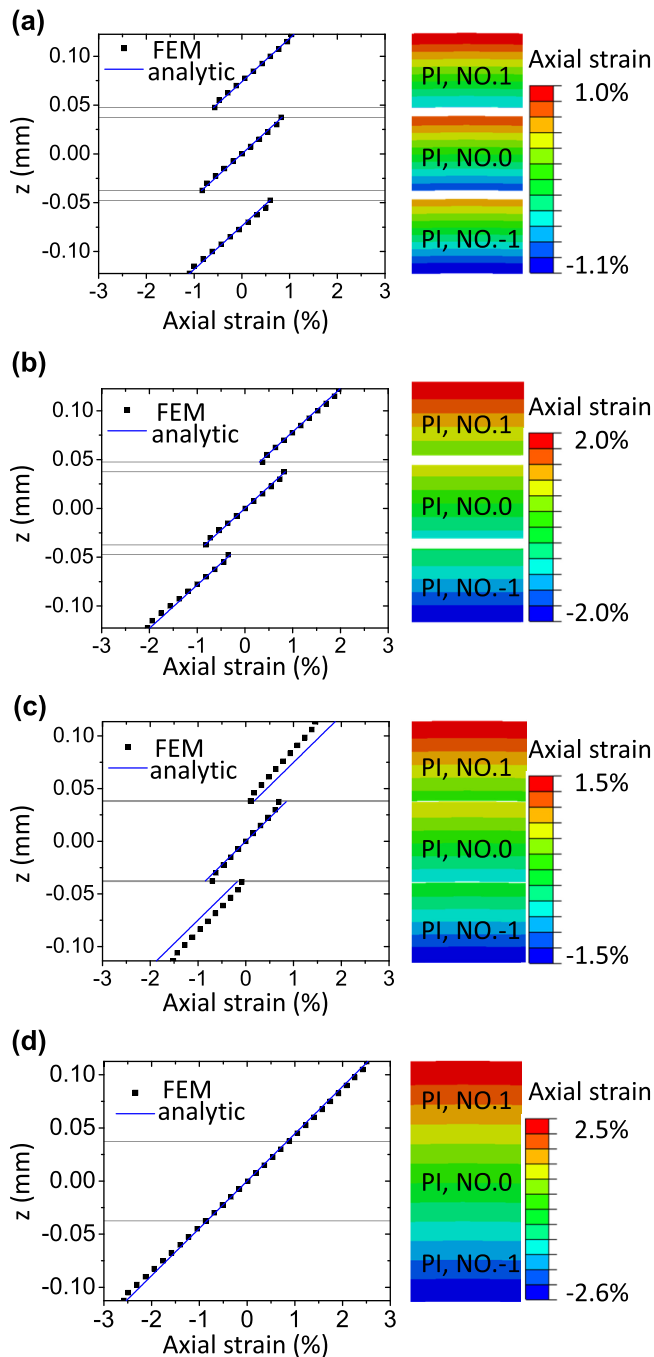 (a)
0.10
0.05
0.00
-0.05
-0.10
z (mm)
FEM
analytic
-3 -2 -1 0 1 2 3
Axial strain (%)
PI, NO.1
PI, NO.0
PI, NO.-1
Axial strain
1.0%
-1.1%
(b)
0.10
0.05
0.00
-0.05
-0.10
z (mm)
FEM
analytic
-3 -2 -1 0 1 2 3
Axial strain (%)
PI, NO.1
PI, NO.0
PI, NO.-1
Axial strain
2.0%
-2.0%
(c)
0.10
0.05
0.00
-0.05
-0.10
z (mm)
FEM
analytic
-3 -2 -1 0 1 2 3
Axial strain (%)
PI, NO.1
PI, NO.0
PI, NO.-1
Axial strain
1.5%
-1.5%
(d)
0.10
0.05
0.00
-0.05
-0.10
z (mm)
FEM
analytic
-3 -2 -1 0 1 2 3
Axial strain (%)
PI, NO.1
PI, NO.0
PI, NO.-1
Axial strain
2.5%
-2.6%